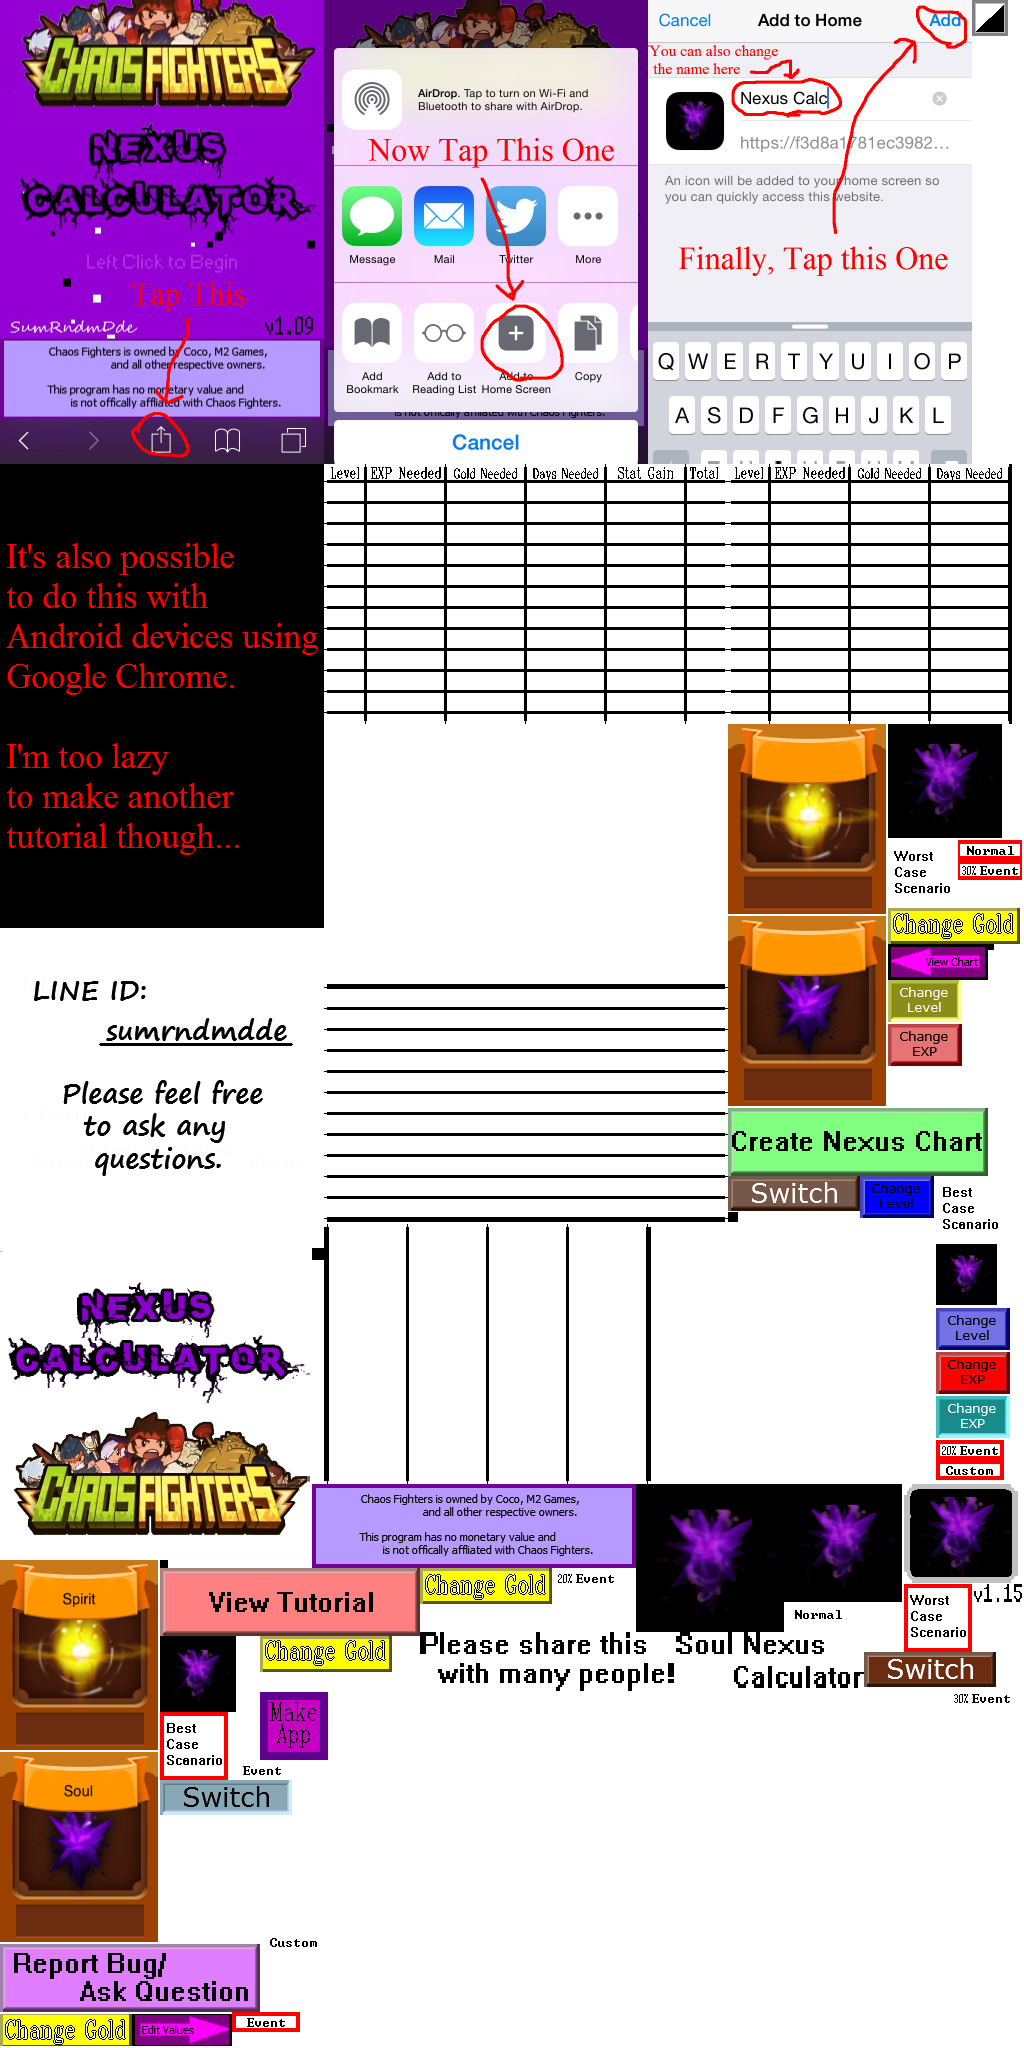 CHAOS FIGHTERS
NEXUS
CALCULATOR
Left Click to Begin
Tap This
SumRndmDde
v1.09
Chaos Fighters is owned by Coco, M2 Games,
and all other respective owners.
This program has no monetary value and
is not offically affliated with Chaos Fighters.
AirDrop. Tap to turn on Wi-Fi and
Bluetooth to share with AirDrop.
Now Tap This One
Message Mail Twitter More
Add Bookmark
Add to Reading List
Add to Home Screen
Copy
is not offically affliated with Chaos Fighters.
Cancel
Cancel Add to Home Add
You can also change
the name here
Nexus Calc
https://f3d8a1781ec3982...
An icon will be added to your home screen so
you can quickly access this website.
Finally, Tap this One
Q W E R T Y U I O P
A S D F G H J K L
It's also possible
to do this with
Android devices using
Google Chrome.
I'm too lazy
to make another
tutorial though...
Level EXP Needed Gold Needed Days Needed Stat Gain Total
Level EXP Needed Gold Needed Days Needed
Worst
Case
Scenario
Normal
30% Event
Change Gold
View Chart
Change
Level
Change
EXP
LINE ID:
sumrndmdde
Please feel free
to ask any
questions.
Create Nexus Chart
Switch
Change
Level
Best
Case
Scenario
NEXUS
CALCULATOR
CHAOS FIGHTERS
Change
Level
Change
EXP
Change
EXP
20% Event
Custom
Chaos Fighters is owned by Coco, M2 Games,
and all other respective owners.
This program has no monetary value and
is not offically affliated with Chaos Fighters.
Spirit
View Tutorial
Change Gold
20% Event
Normal
Worst
Case
Scenario
v1.15
Change Gold
Please share this
with many people!
Soul Nexus
Calculator
Switch
30% Event
Make
App
Best
Case
Scenario
Event
Switch
Soul
Custom
Report Bug/
Ask Question
Change Gold
Edit Values
Event